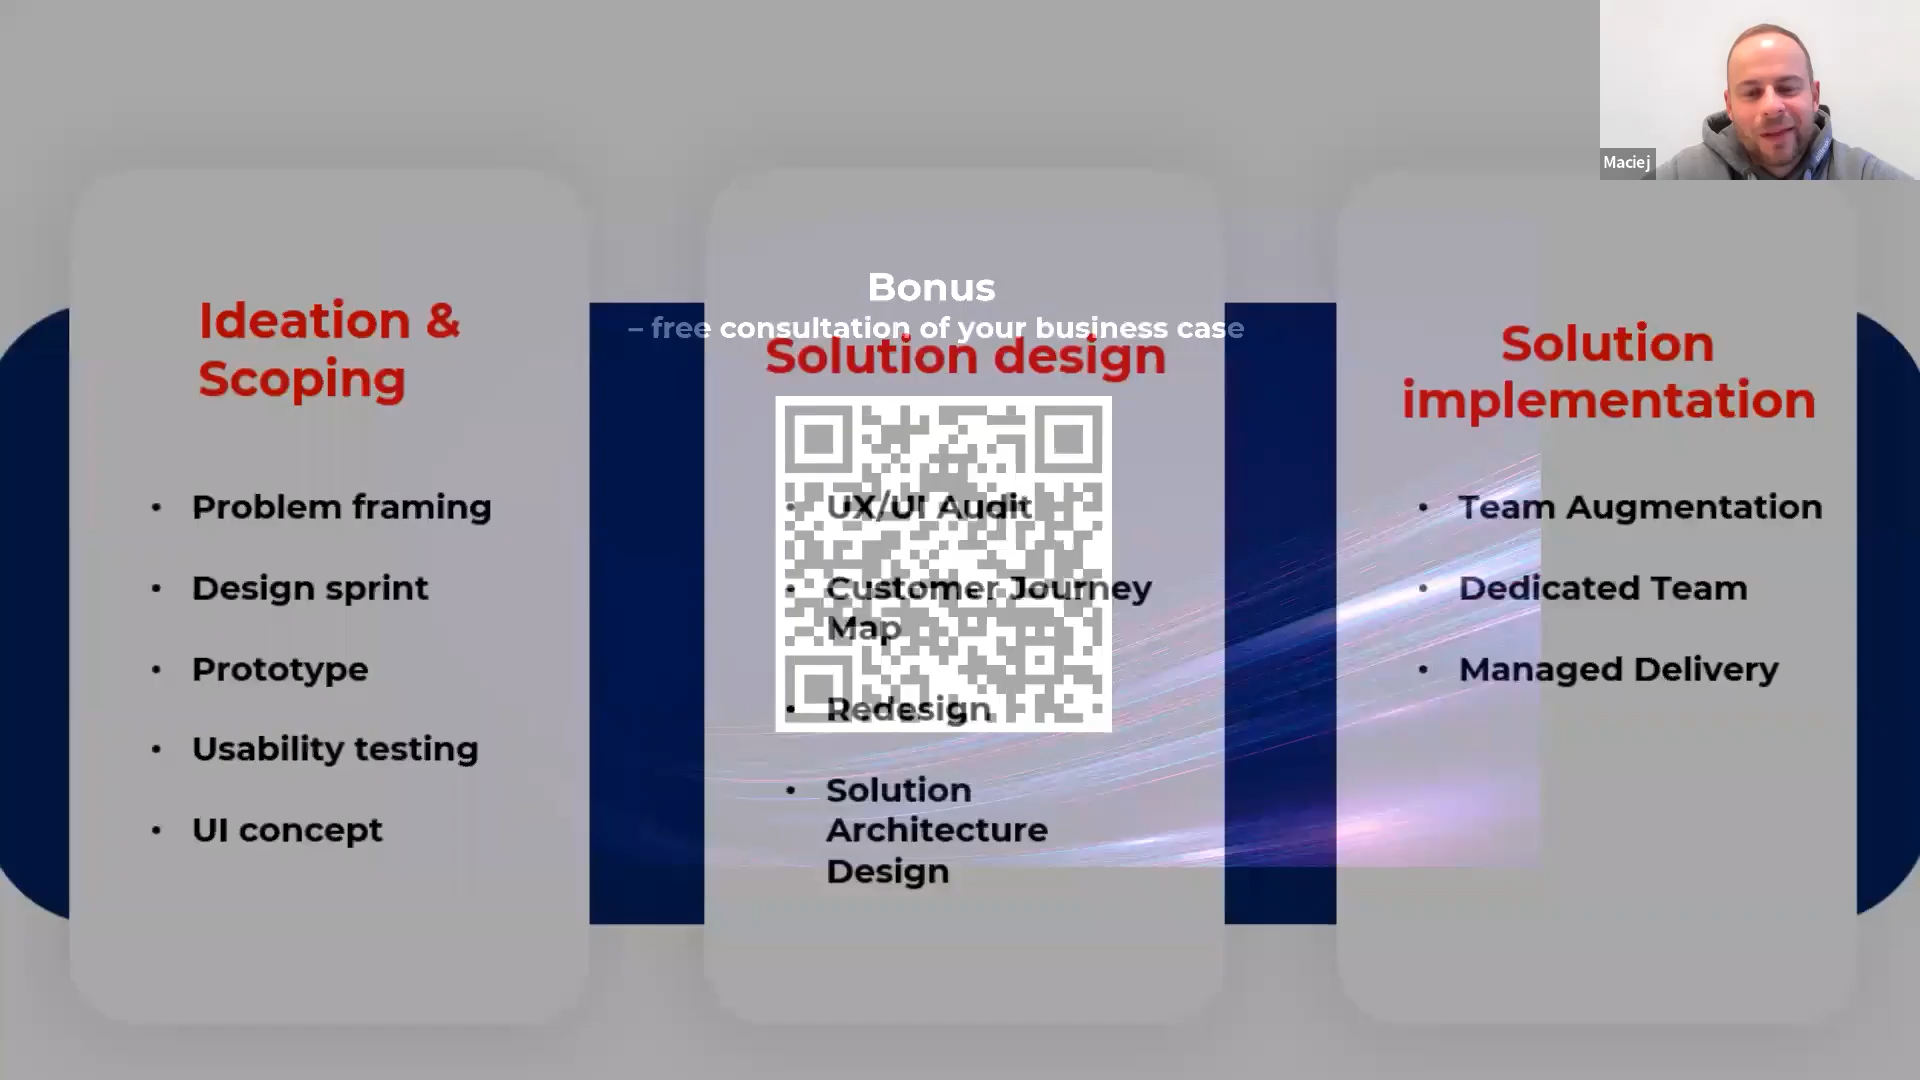 Maciej
Bonus
– free consultation of your business case
Ideation &
Scoping
• Problem framing
• Design sprint
• Prototype
• Usability testing
• UI concept
Solution design
• UX/UI Audit
• Customer Journey
Map
• Redesign
• Solution
Architecture
Design
Solution
implementation
• Team Augmentation
• Dedicated Team
• Managed Delivery